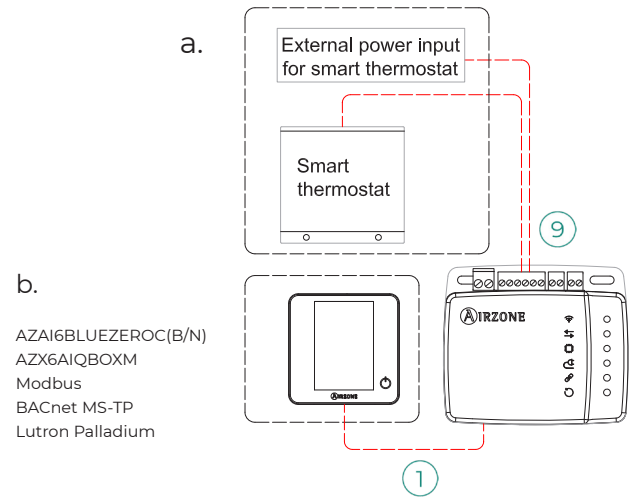 a.
External power input
for smart thermostat
Smart
thermostat
9
b.
AZAI6BLUEZEROC(B/N)
AZX6AIQBOXM
Modbus
BACnet MS-TP
Lutron Palladium
AIRZONE
AIRZONE
1